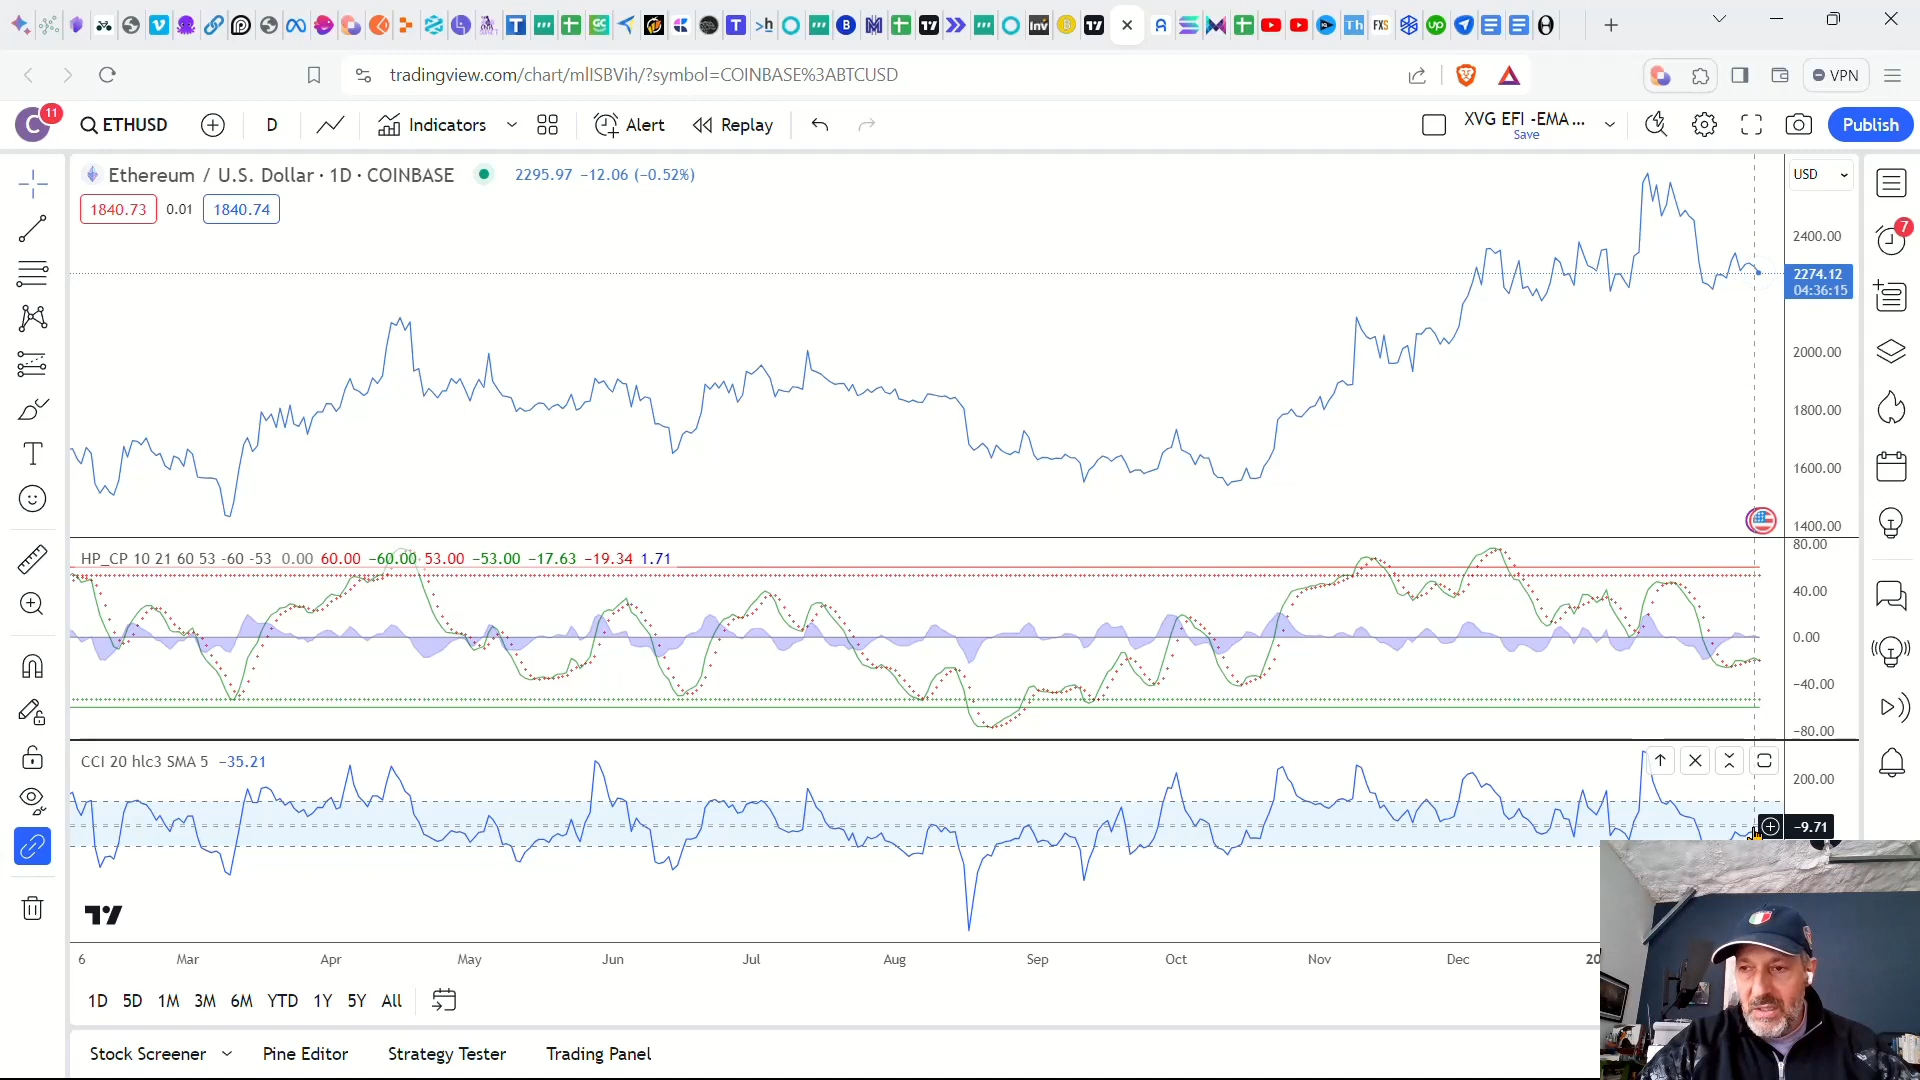 tradingview.com/chart/mlISBVih/?symbol=COINBASE%3ABTCUSD
VPN
C 11
ETHUSD
D
Indicators
Alert
Replay
XVG EFI -EMA ...
Save
Publish
Ethereum / U.S. Dollar · 1D · COINBASE 2295.97 −12.06 (−0.52%)
USD
1840.73 0.01 1840.74
7
2400.00
2274.12
04:36:15
2000.00
1800.00
1600.00
1400.00
HP_CP 10 21 60 53 -60 -53 0.00 60.00 −60.00 53.00 −53.00 −17.63 −19.34 1.71
80.00
40.00
0.00
−40.00
−80.00
CCI 20 hlc3 SMA 5 −35.21
200.00
−9.71
6 Mar Apr May Jun Jul Aug Sep Oct Nov Dec 20
1D 5D 1M 3M 6M YTD 1Y 5Y All
Stock Screener Pine Editor Strategy Tester Trading Panel